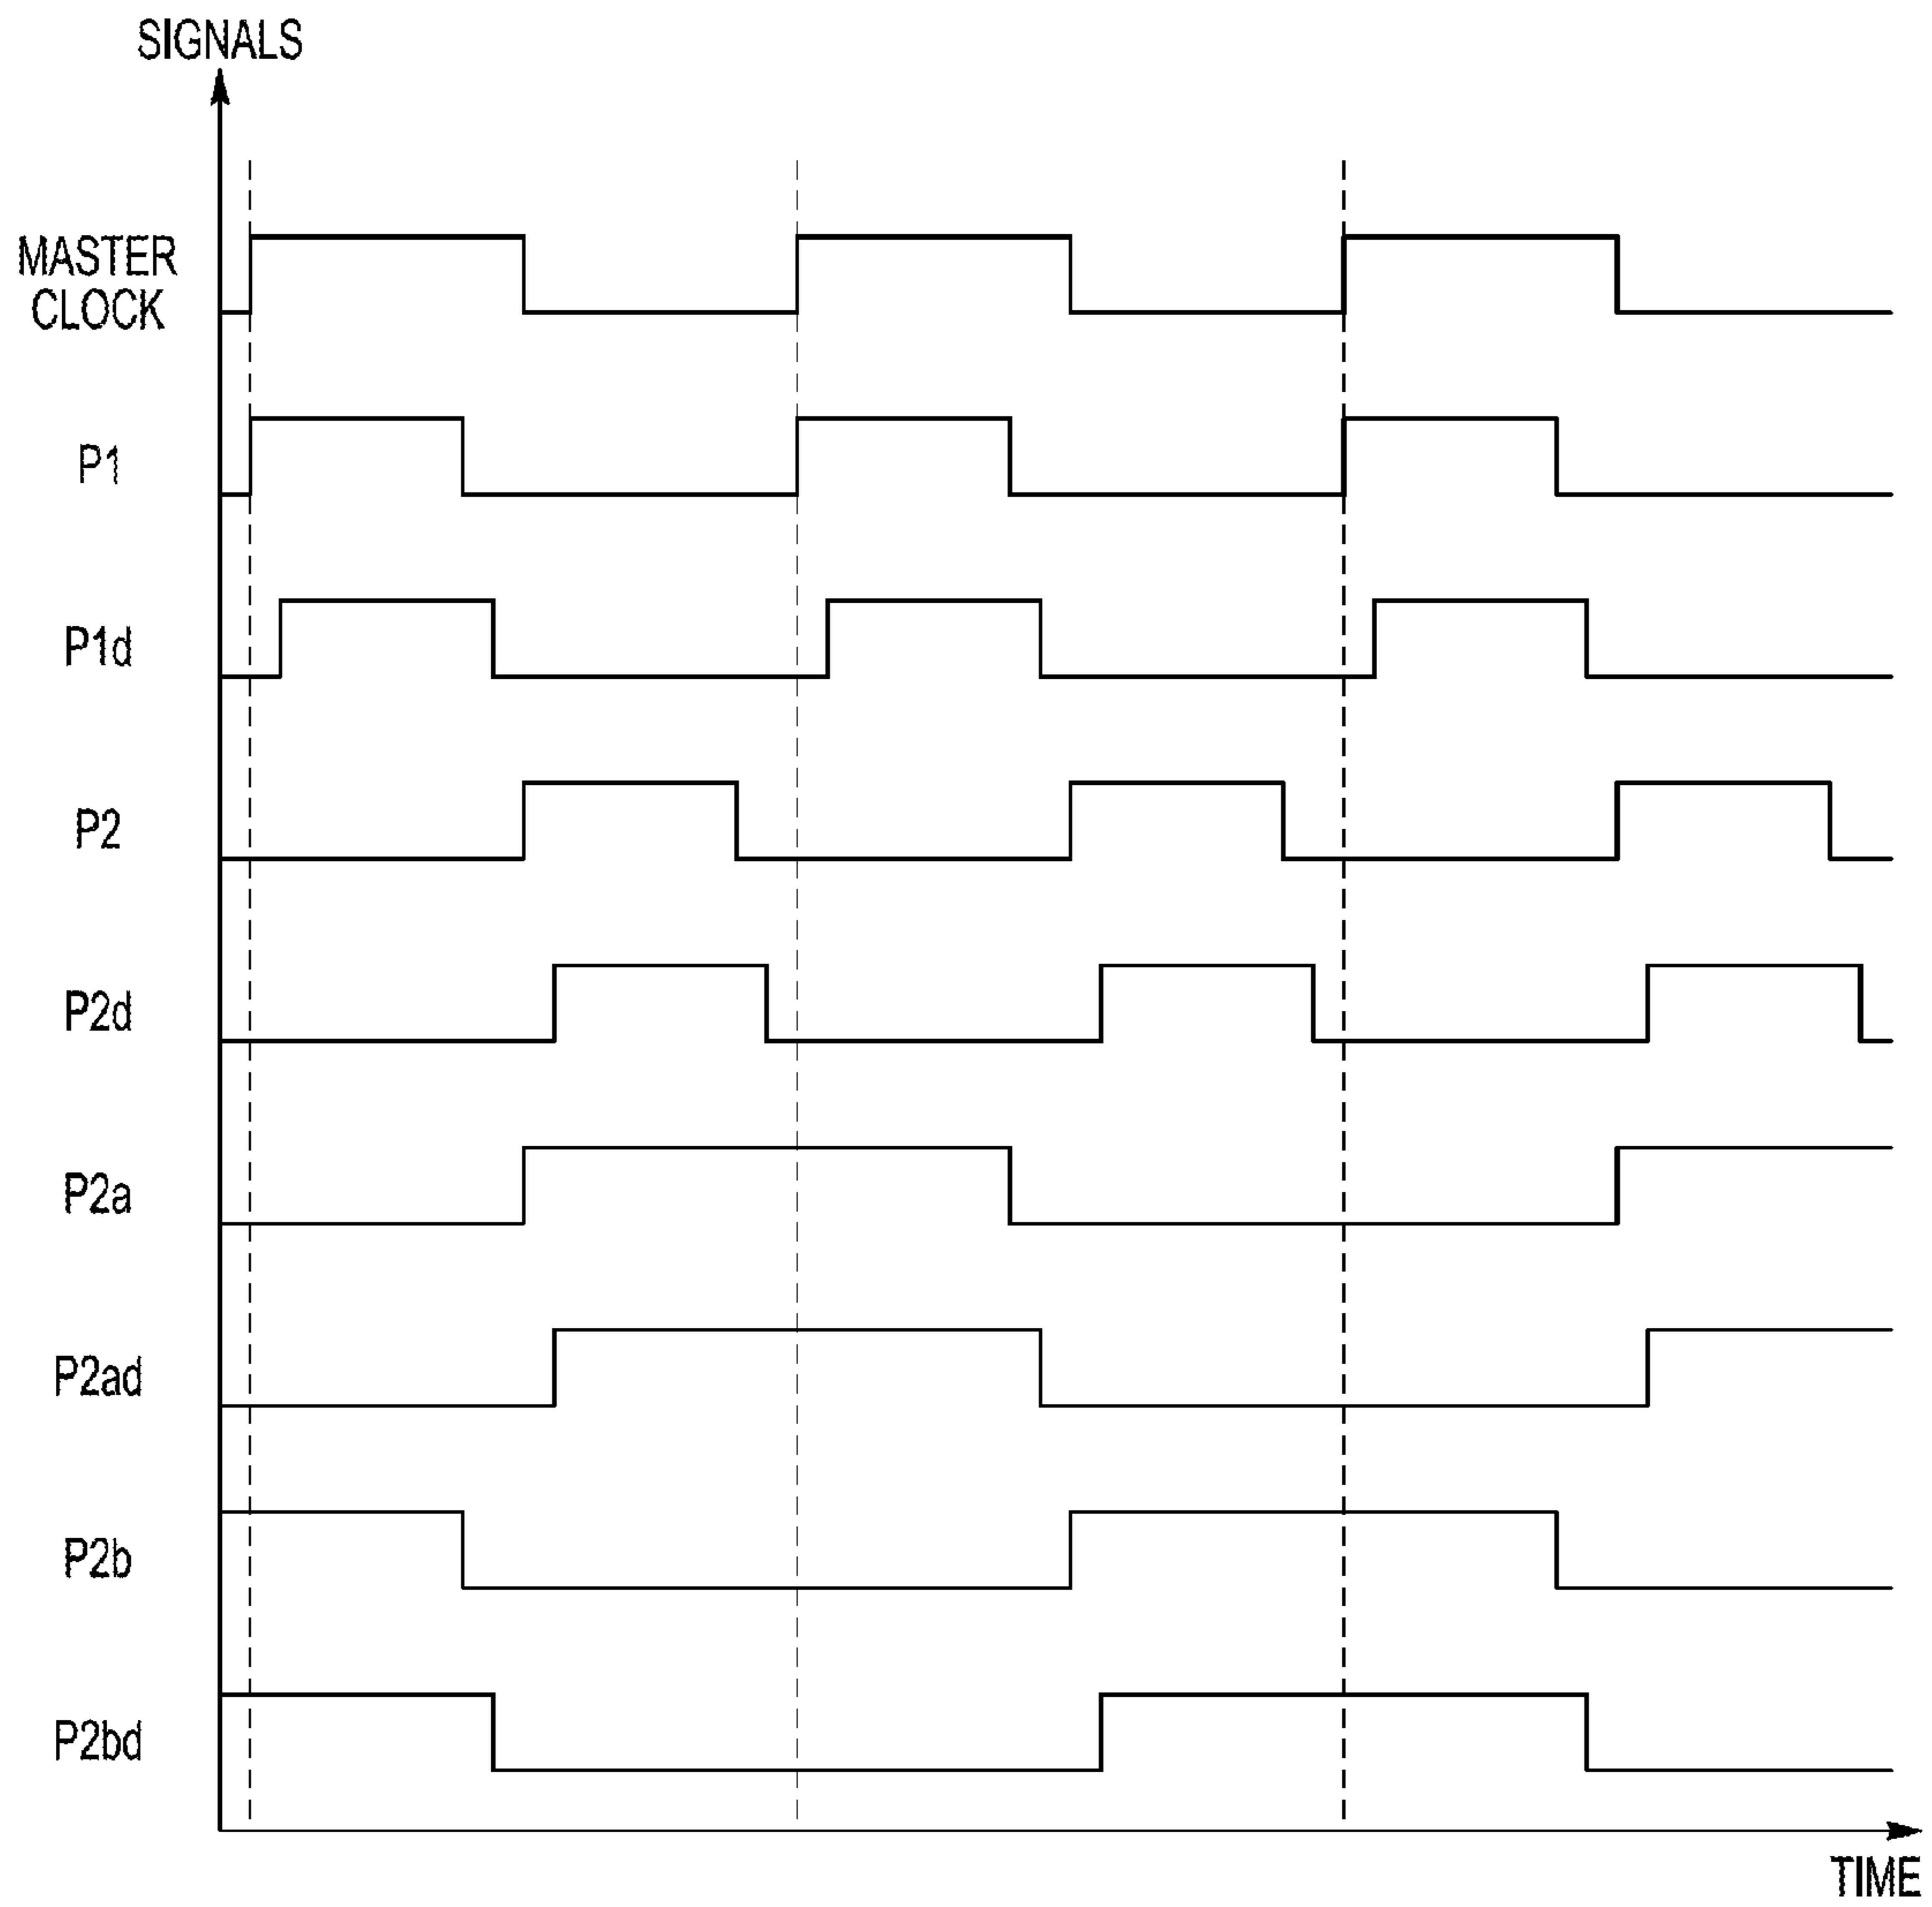 SIGNALS
MASTER
CLOCK
P1
P1d
P2
P2d
P2a
P2ad
P2b
P2bd
TIME